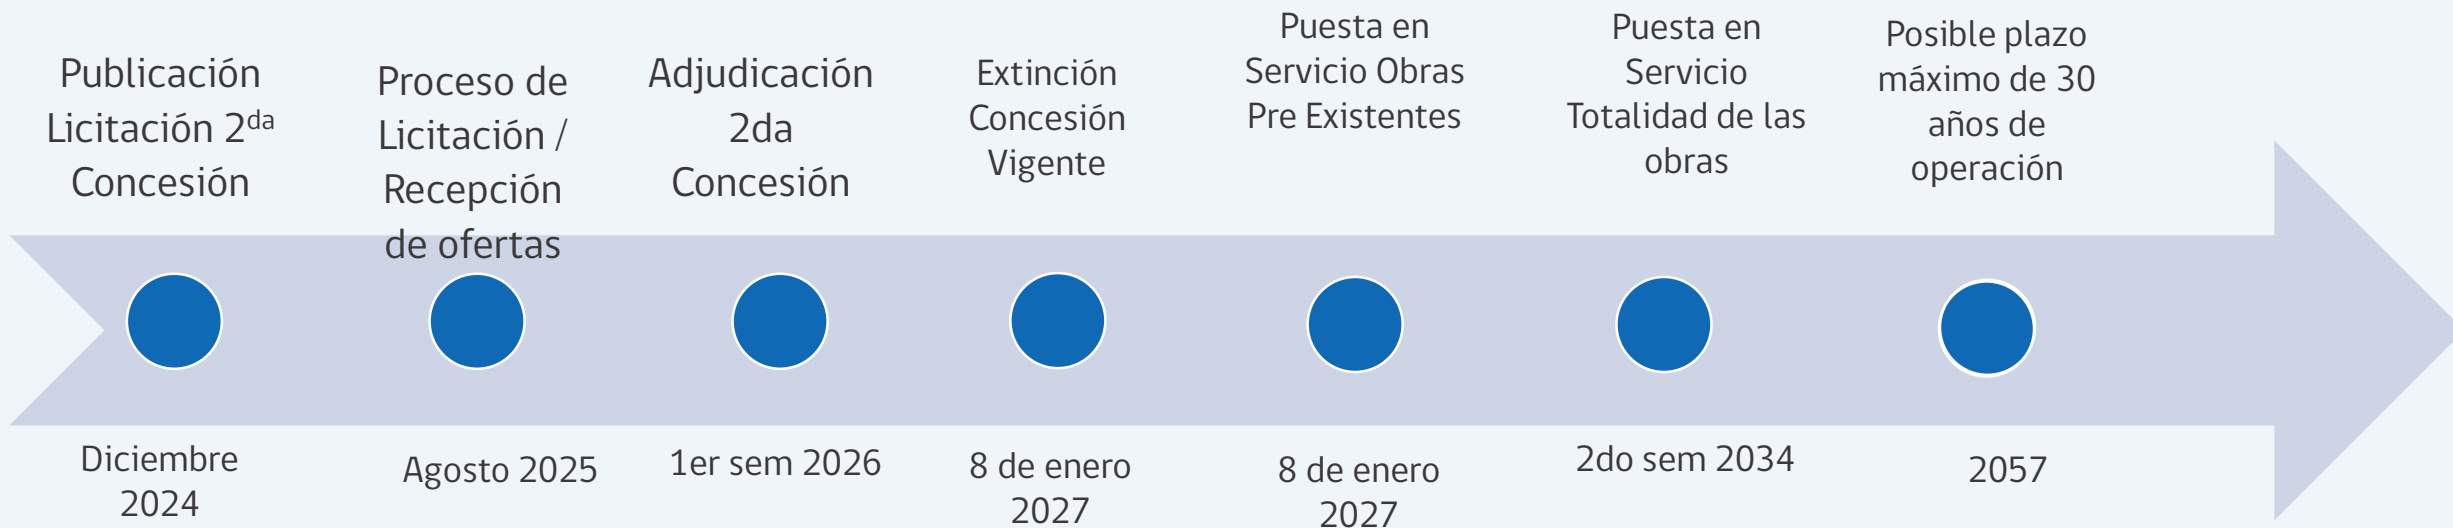 Publicación
Licitación 2da
Concesión
Proceso de
Licitación /
Recepción
de ofertas
Adjudicación
2da
Concesión
Extinción
Concesión
Vigente
Puesta en
Servicio Obras
Pre Existentes
Puesta en
Servicio
Totalidad de las
obras
Posible plazo
máximo de 30
años de
operación
Diciembre
2024
Agosto 2025
1er sem 2026
8 de enero
2027
8 de enero
2027
2do sem 2034
2057